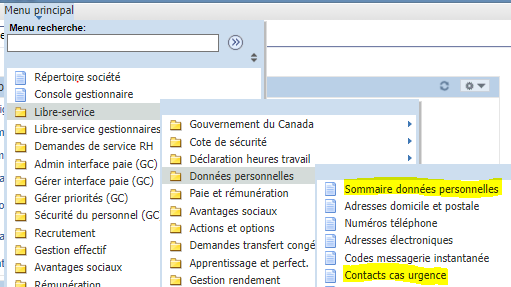 Menu principal
Menu recherche:
Répertoire société
Console gestionnaire
Libre-service
Libre-service gestionnaires
Demandes de service RH
Admin interface paie (GC)
Gérer interface paie (GC)
Gérer priorités (GC)
Sécurité du personnel (GC)
Recrutement
Gestion effectif
Avantages sociaux
Gouvernement du Canada
Cote de sécurité
Déclaration heures travail
Données personnelles
Paie et rémunération
Avantages sociaux
Actions et options
Demandes transfert congé
Apprentissage et perfect.
Gestion rendement
Sommaire données personnelles
Adresses domicile et postale
Numéros téléphone
Adresses électroniques
Codes messagerie instantanée
Contacts cas urgence